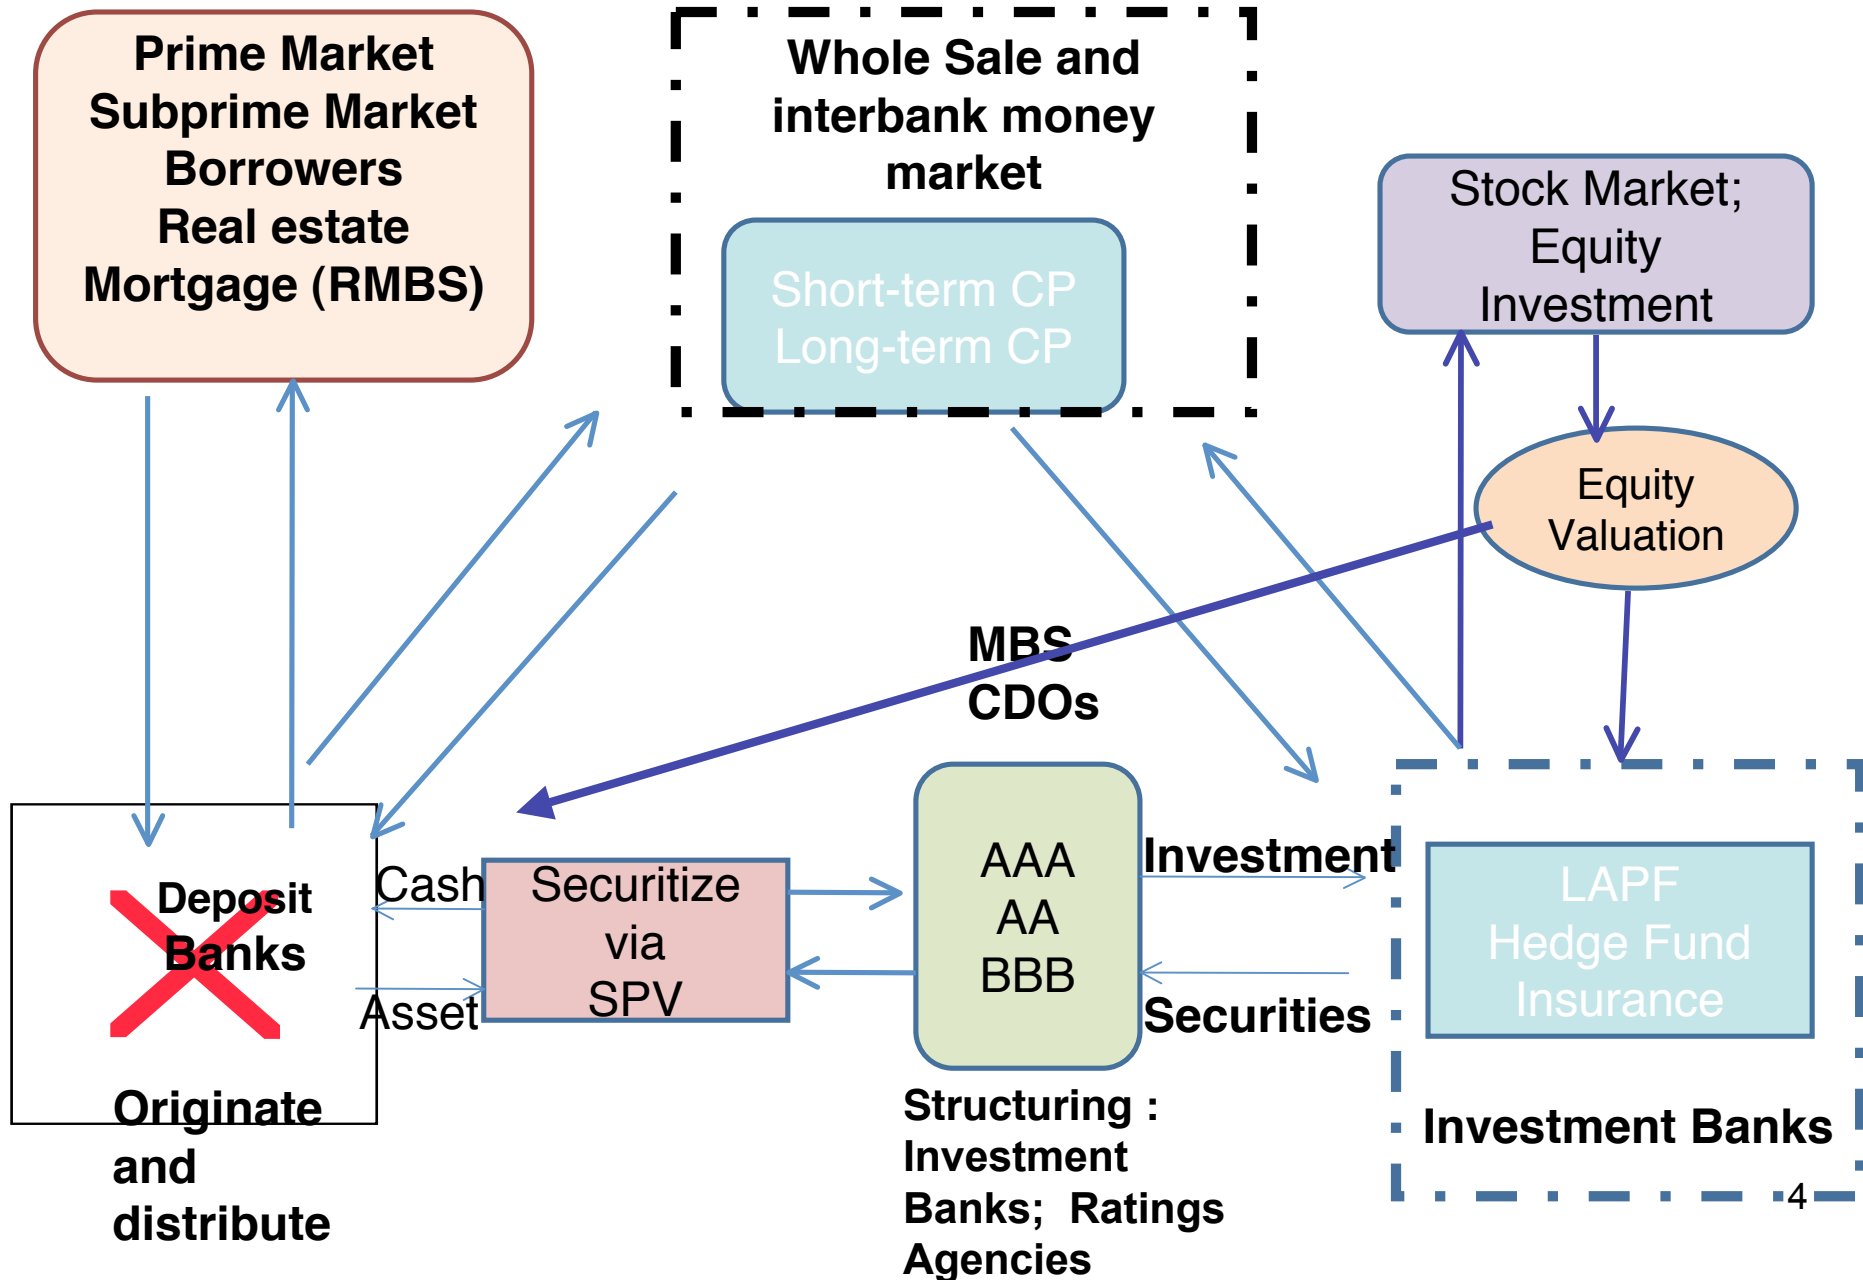 Prime Market
Subprime Market
Borrowers
Real estate
Mortgage (RMBS)
Whole Sale and
interbank money
market
Short-term CP
Long-term CP
Stock Market;
Equity
Investment
Equity
Valuation
MBS
CDOs
Deposit
Banks
Originate
and
distribute
Cash
Asset
Securitize
via
SPV
AAA
AA
BBB
Structuring :
Investment
Banks; Ratings
Agencies
Investment
Securities
LAPF
Hedge Fund
Insurance
Investment Banks
4